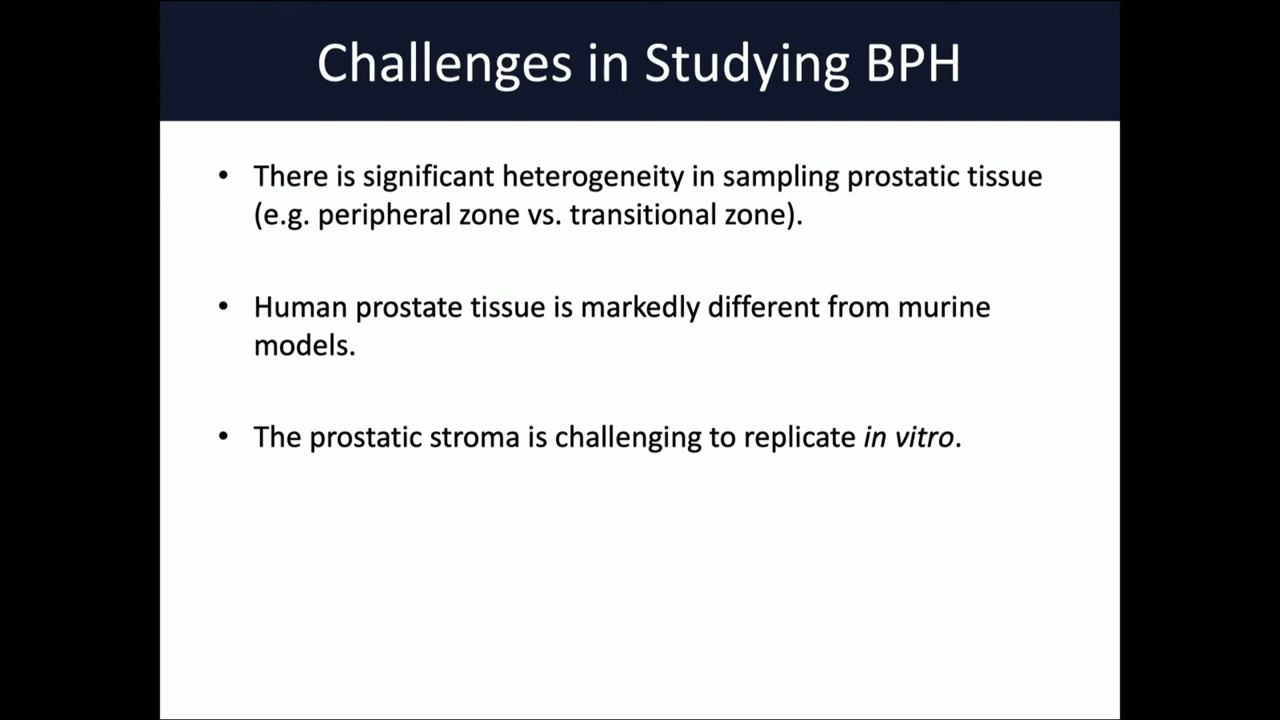 Challenges in Studying BPH
• There is significant heterogeneity in sampling prostatic tissue
(e.g. peripheral zone vs. transitional zone).
• Human prostate tissue is markedly different from murine
models.
• The prostatic stroma is challenging to replicate in vitro.